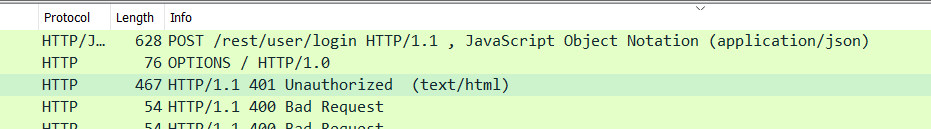 Protocol Length Info
HTTP/J… 628 POST /rest/user/login HTTP/1.1 , JavaScript Object Notation (application/json)
HTTP 76 OPTIONS / HTTP/1.0
HTTP 467 HTTP/1.1 401 Unauthorized (text/html)
HTTP 54 HTTP/1.1 400 Bad Request
HTTP 54 HTTP/1.1 400 Bad Request